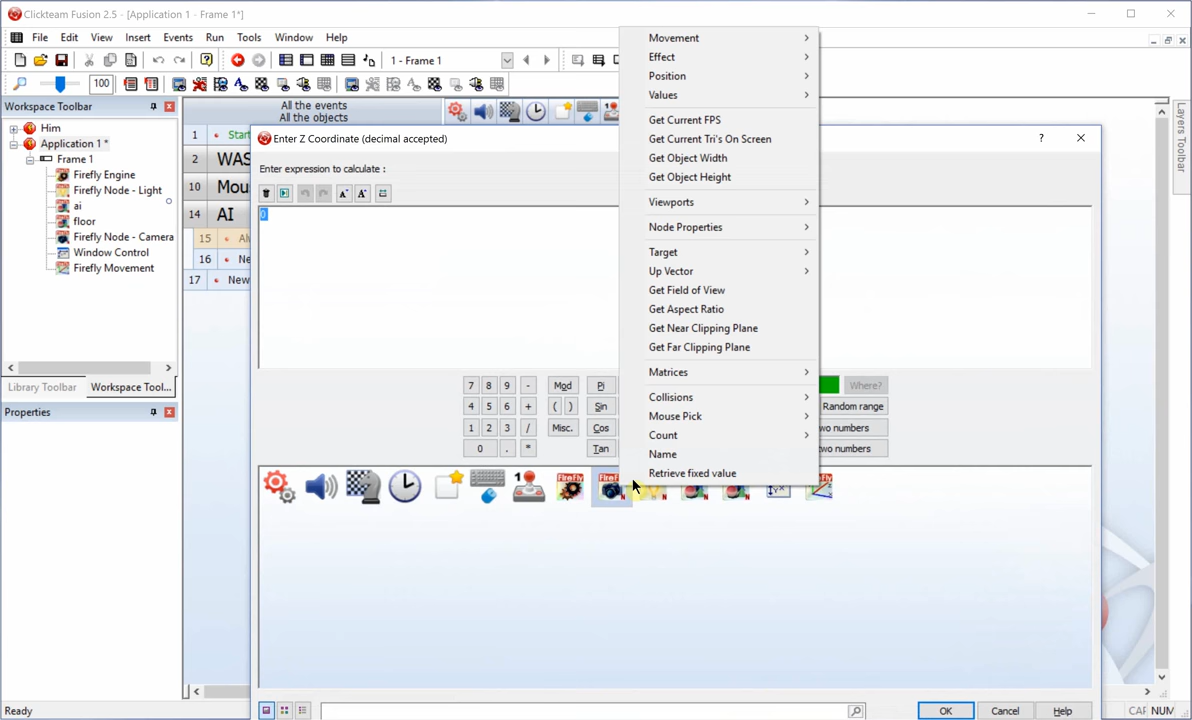 Clickteam Fusion 2.5 - [Application 1 - Frame 1*]
File Edit View Insert Events Run Tools Window Help
1 - Frame 1
100
Workspace Toolbar
Him
Application 1 *
Frame 1
Firefly Engine
Firefly Node - Light
ai
floor
Firefly Node - Camera
Window Control
Firefly Movement
Library Toolbar Workspace Tool...
Properties
All the events
All the objects
1 Start
2 WAS
10 Mou
14 AI
15
16 Ne
17 New
Layers Toolbar
Enter Z Coordinate (decimal accepted)
Enter expression to calculate :
0
7 8 9 - Mod Pi
4 5 6 + ( ) Sin
1 2 3 / Misc. Cos
0 . = Tan
Where?
Random range
two numbers
two numbers
Movement
Effect
Position
Values
Get Current FPS
Get Current Tri's On Screen
Get Object Width
Get Object Height
Viewports
Node Properties
Target
Up Vector
Get Field of View
Get Aspect Ratio
Get Near Clipping Plane
Get Far Clipping Plane
Matrices
Collisions
Mouse Pick
Count
Name
Retrieve fixed value
OK Cancel Help
Ready
CAP NUM